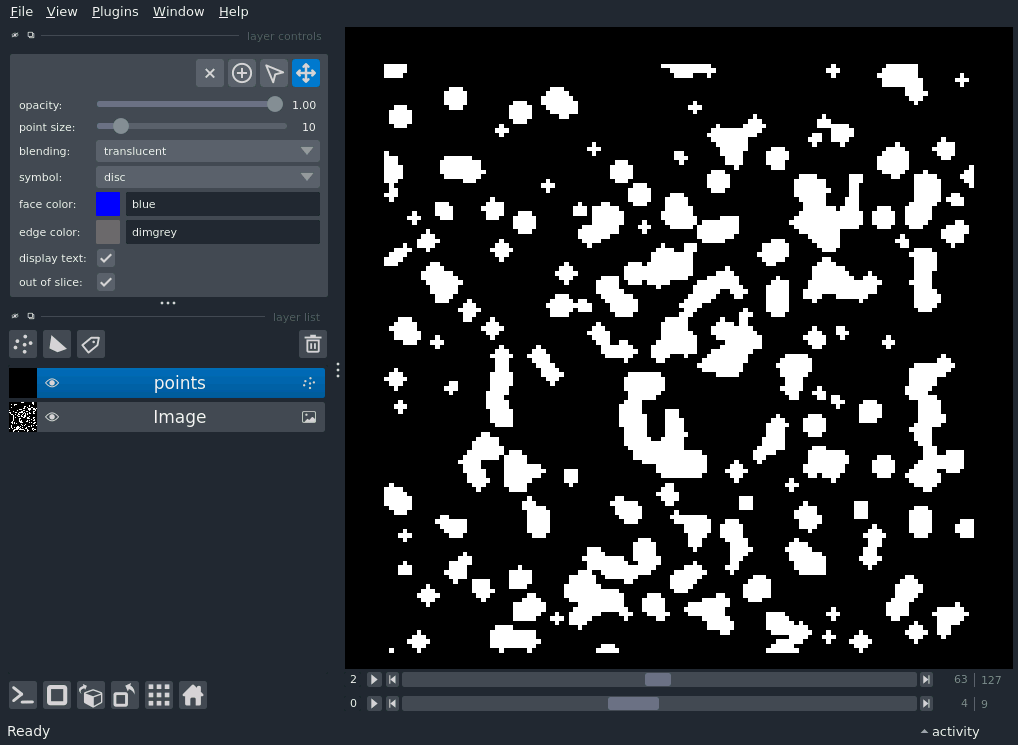 File View Plugins Window Help
layer controls
opacity: 1.00
point size: 10
blending: translucent
symbol: disc
face color: blue
edge color: dimgrey
display text:
out of slice:
layer list
points
Image
2 63 | 127
0 4 | 9
Ready activity